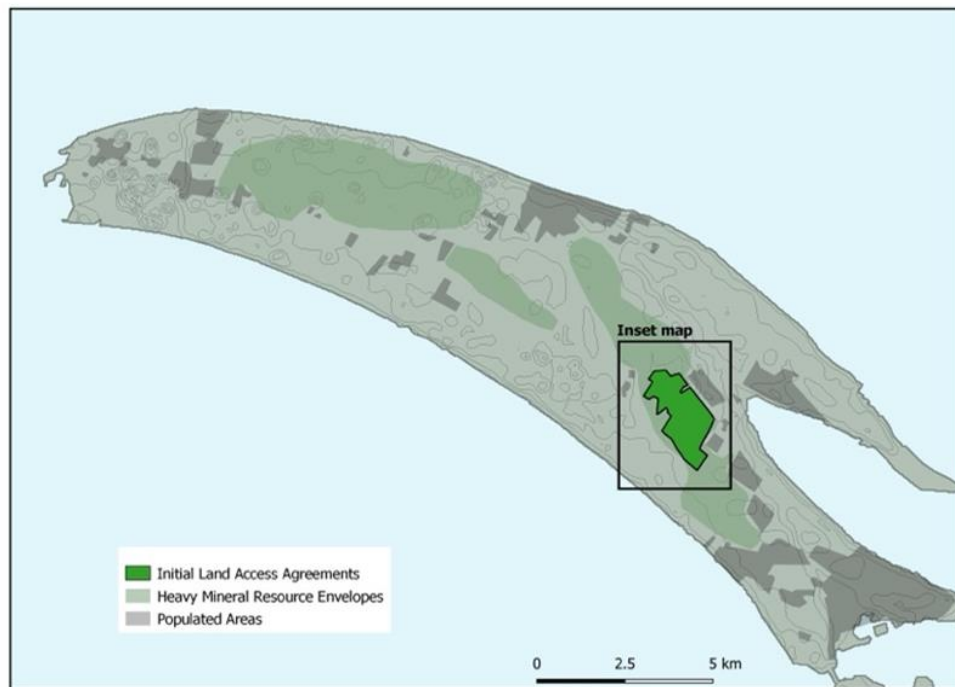 Inset map
Initial Land Access Agreements
Heavy Mineral Resource Envelopes
Populated Areas
0 2.5 5 km